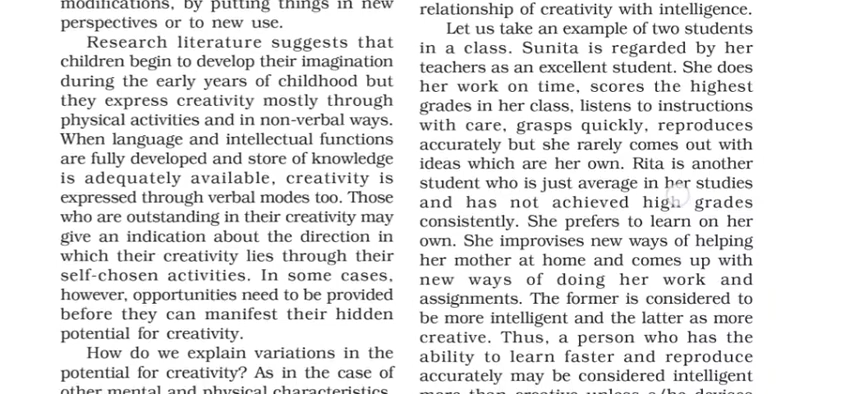 modifications, by putting things in new
perspectives or to new use.
Research literature suggests that
children begin to develop their imagination
during the early years of childhood but
they express creativity mostly through
physical activities and in non-verbal ways.
When language and intellectual functions
are fully developed and store of knowledge
is adequately available, creativity is
expressed through verbal modes too. Those
who are outstanding in their creativity may
give an indication about the direction in
which their creativity lies through their
self-chosen activities. In some cases,
however, opportunities need to be provided
before they can manifest their hidden
potential for creativity.
How do we explain variations in the
potential for creativity? As in the case of
other mental and physical characteristics,
relationship of creativity with intelligence.
Let us take an example of two students
in a class. Sunita is regarded by her
teachers as an excellent student. She does
her work on time, scores the highest
grades in her class, listens to instructions
with care, grasps quickly, reproduces
accurately but she rarely comes out with
ideas which are her own. Rita is another
student who is just average in her studies
and has not achieved high grades
consistently. She prefers to learn on her
own. She improvises new ways of helping
her mother at home and comes up with
new ways of doing her work and
assignments. The former is considered to
be more intelligent and the latter as more
creative. Thus, a person who has the
ability to learn faster and reproduce
accurately may be considered intelligent
more than creative unless s/he devises